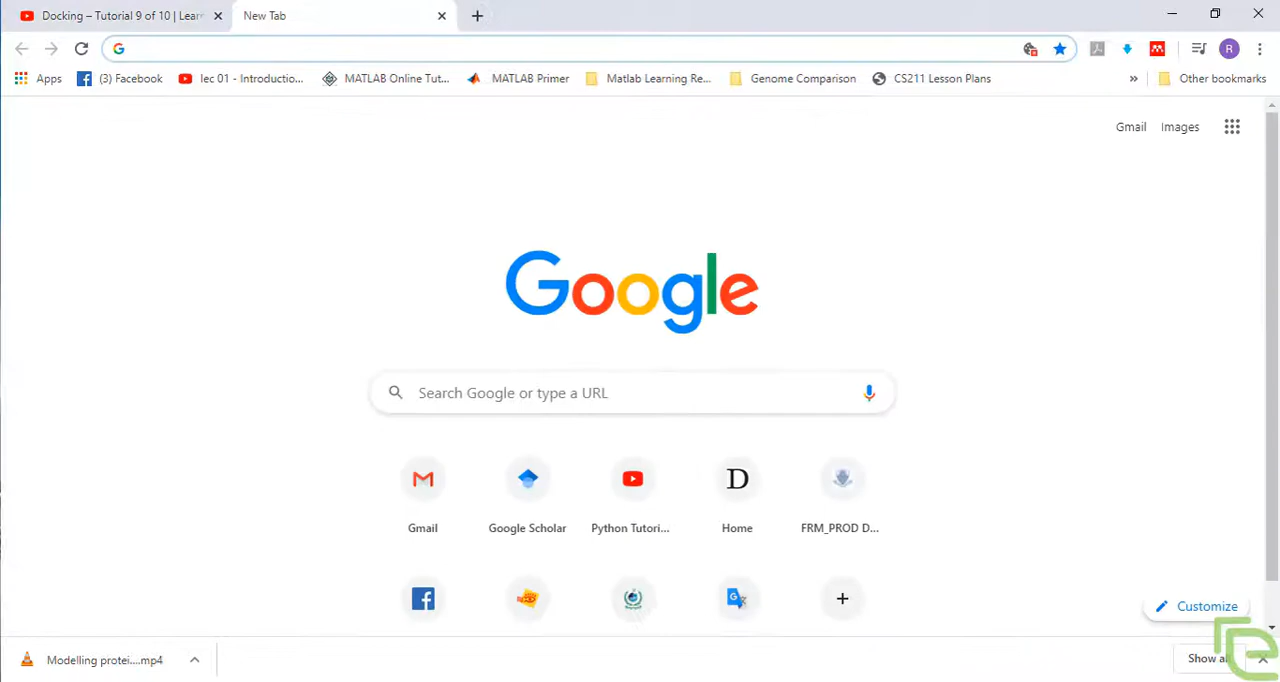 Docking – Tutorial 9 of 10 | Lear
New Tab
Apps (3) Facebook lec 01 - Introductio... MATLAB Online Tut... MATLAB Primer Matlab Learning Re... Genome Comparison CS211 Lesson Plans » Other bookmarks
R
Gmail Images
Google
Search Google or type a URL
Gmail Google Scholar Python Tutori... Home FRM_PROD D...
Customize
Modelling protei....mp4
Show all